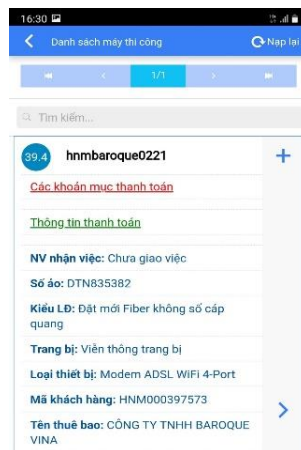 16:30
Danh sách máy thi công
Nạp lại
1/1
Tìm kiếm...
39.4
hnmbaroque0221
Các khoản mục thanh toán
Thông tin thanh toán
NV nhận việc: Chưa giao việc
Số ảo: DTN835382
Kiểu LĐ: Đặt mới Fiber không số cáp
quang
Trang bị: Viễn thông trang bị
Loại thiết bị: Modem ADSL WiFi 4-Port
Mã khách hàng: HNM000397573
Tên thuê bao: CÔNG TY TNHH BAROQUE
VINA